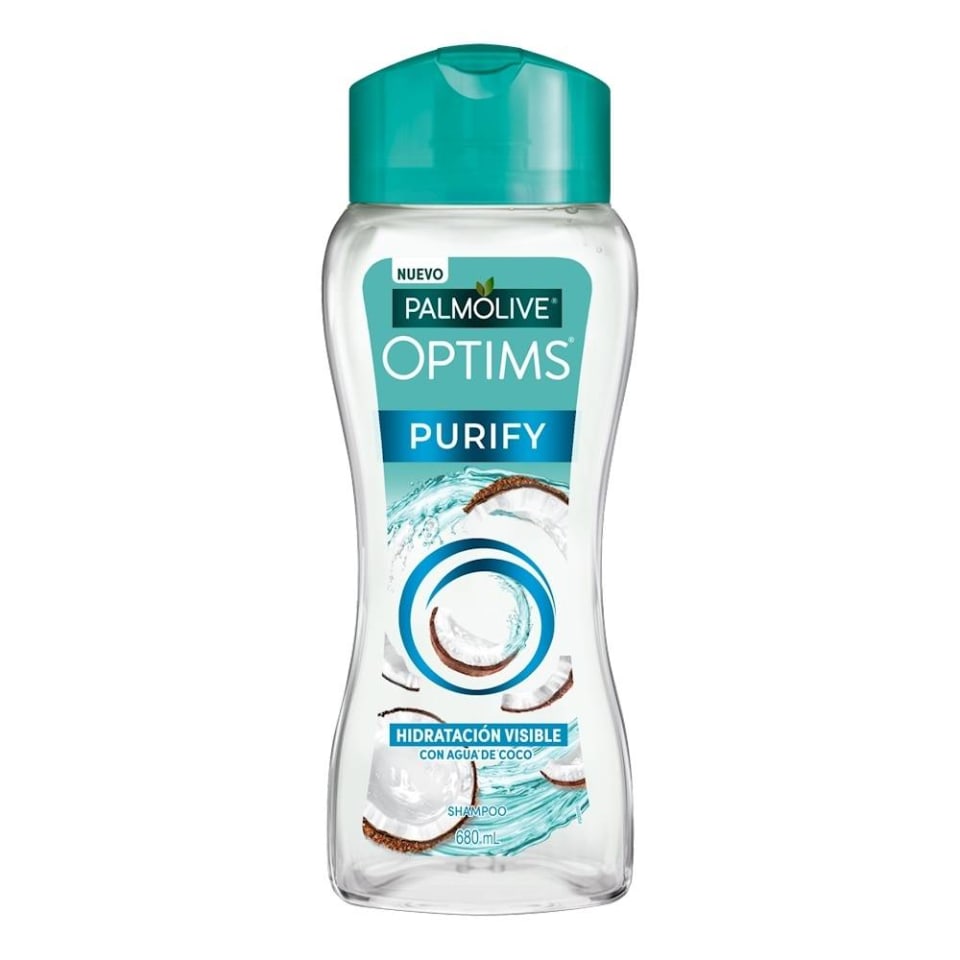 NUEVO
PALMOLIVE®
OPTIMS®
PURIFY
HIDRATACIÓN VISIBLE
CON AGUA DE COCO
SHAMPOO
680 mL